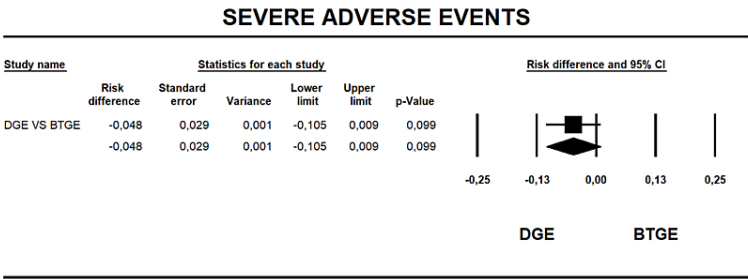 SEVERE ADVERSE EVENTS
Study name Statistics for each study Risk difference and 95% CI
Risk Standard Lower Upper
difference error Variance limit limit p-Value
DGE VS BTGE -0,048 0,029 0,001 -0,105 0,009 0,099
-0,048 0,029 0,001 -0,105 0,009 0,099
-0,25 -0,13 0,00 0,13 0,25
DGE BTGE